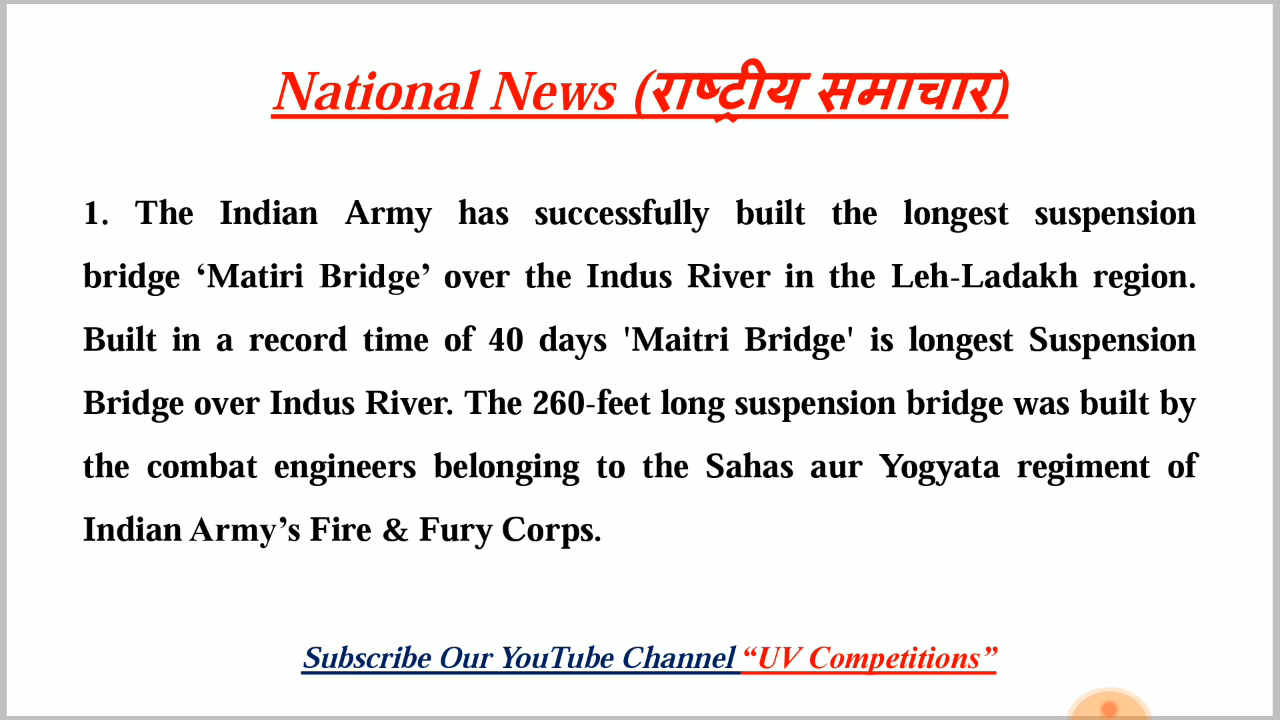 National News (राष्ट्रीय समाचार)
1. The Indian Army has successfully built the longest suspension
bridge ‘Matiri Bridge’ over the Indus River in the Leh-Ladakh region.
Built in a record time of 40 days 'Maitri Bridge' is longest Suspension
Bridge over Indus River. The 260-feet long suspension bridge was built by
the combat engineers belonging to the Sahas aur Yogyata regiment of
Indian Army’s Fire & Fury Corps.
Subscribe Our YouTube Channel “UV Competitions”